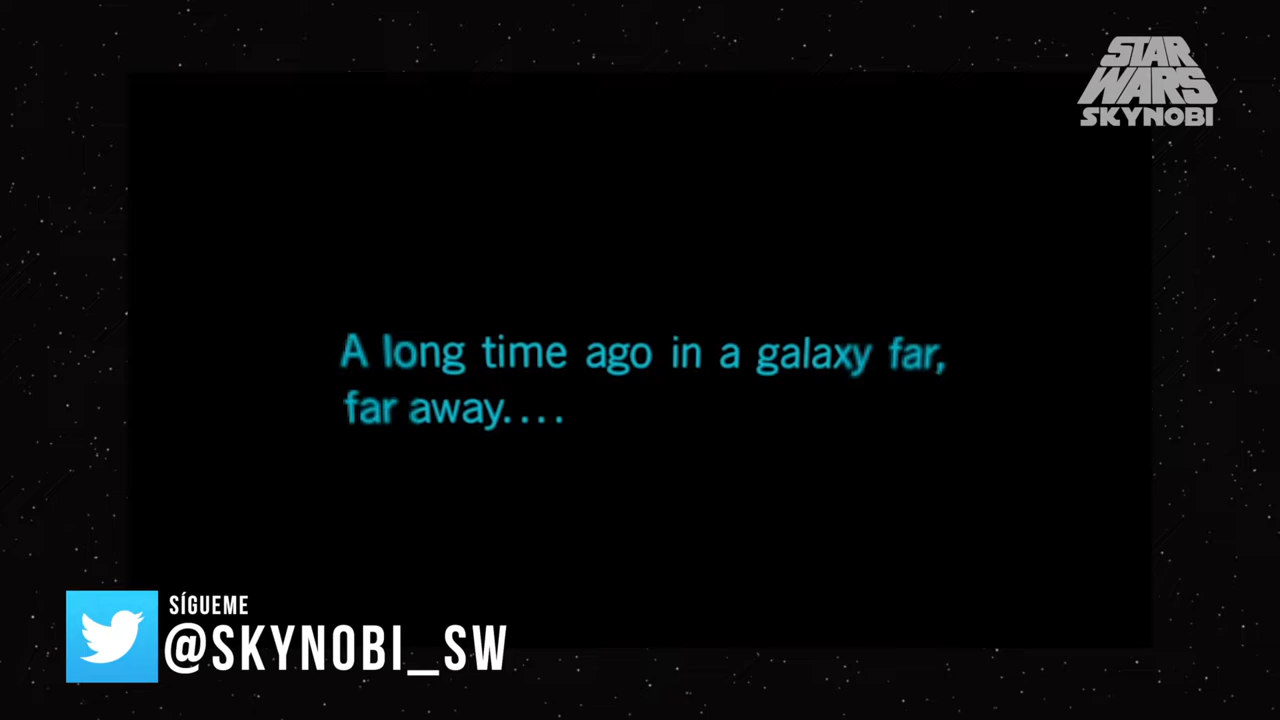 STAR
WARS
SKYNOBI
A long time ago in a galaxy far,
far away....
SÍGUEME
@SKYNOBI_SW